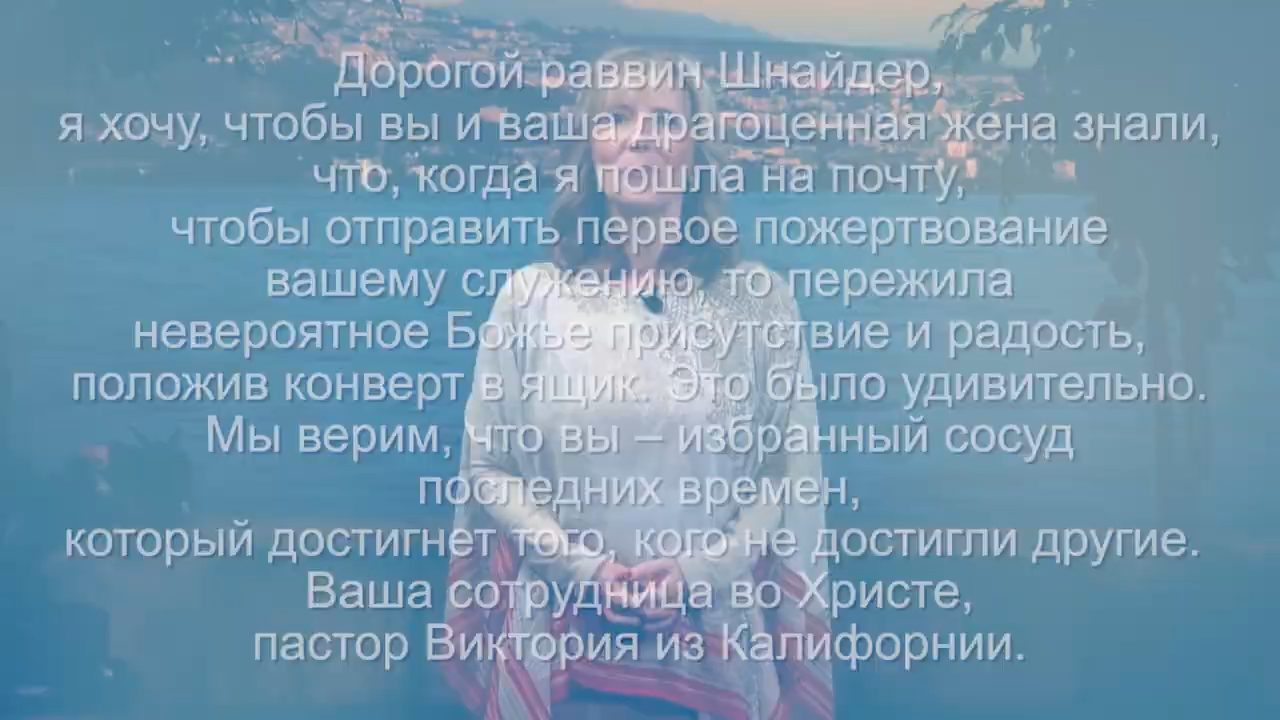 Дорогой раввин Шнайдер,
я хочу, чтобы вы и ваша драгоценная жена знали,
что, когда я пошла на почту,
чтобы отправить первое пожертвование
вашему служению, то пережила
невероятное Божье присутствие и радость,
положив конверт в ящик. Это было удивительно.
Мы верим, что вы – избранный сосуд
последних времен,
который достигнет того, кого не достигли другие.
Ваша сотрудница во Христе,
пастор Виктория из Калифорнии.